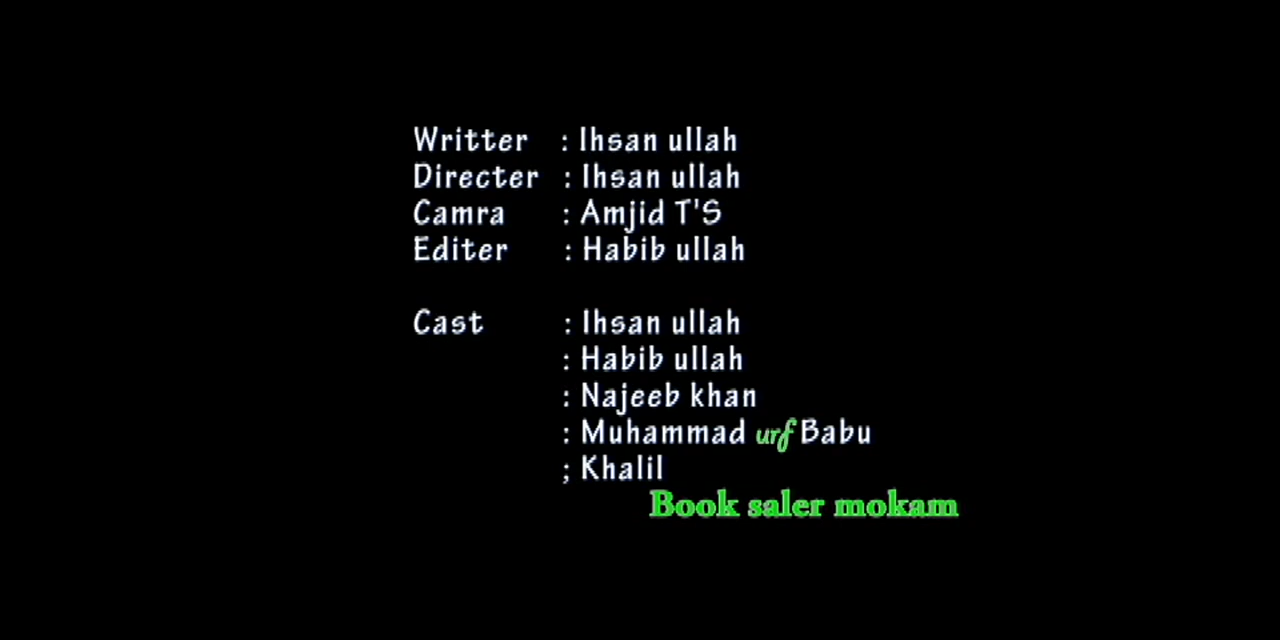 Writter : Ihsan ullah
Directer : Ihsan ullah
Camra : Amjid T'S
Editer : Habib ullah
Cast : Ihsan ullah
: Habib ullah
: Najeeb khan
: Muhammad urf Babu
; Khalil
Book saler mokam